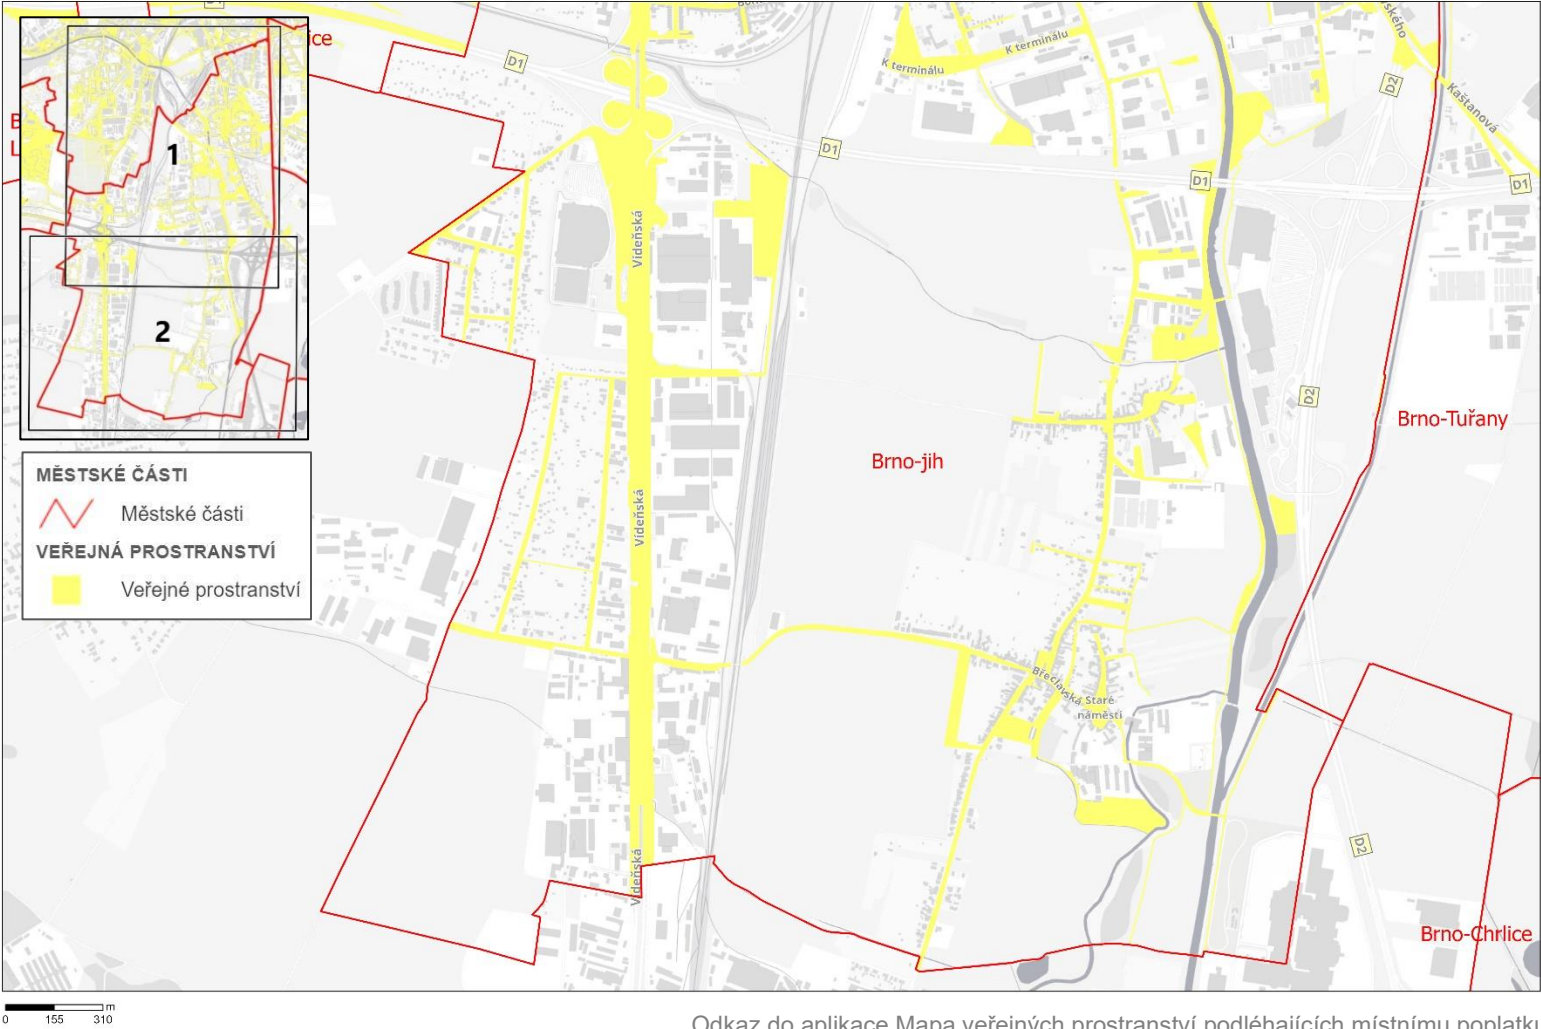 ice
B
L
1
2
MĚSTSKÉ ČÁSTI
Městské části
VEŘEJNÁ PROSTRANSTVÍ
Veřejné prostranství
D1
D1
D1
D1
D2
D2
D2
K terminálu
K terminálu
Kaštanová
Vídeňská
Vídeňská
Vídeňská
Brno-jih
Brno-Tuřany
Břeclavská
Staré
náměstí
Brno-Chrlice
m
0 155 310
Odkaz do aplikace Mapa veřejných prostranství podléhajících místnímu poplatku